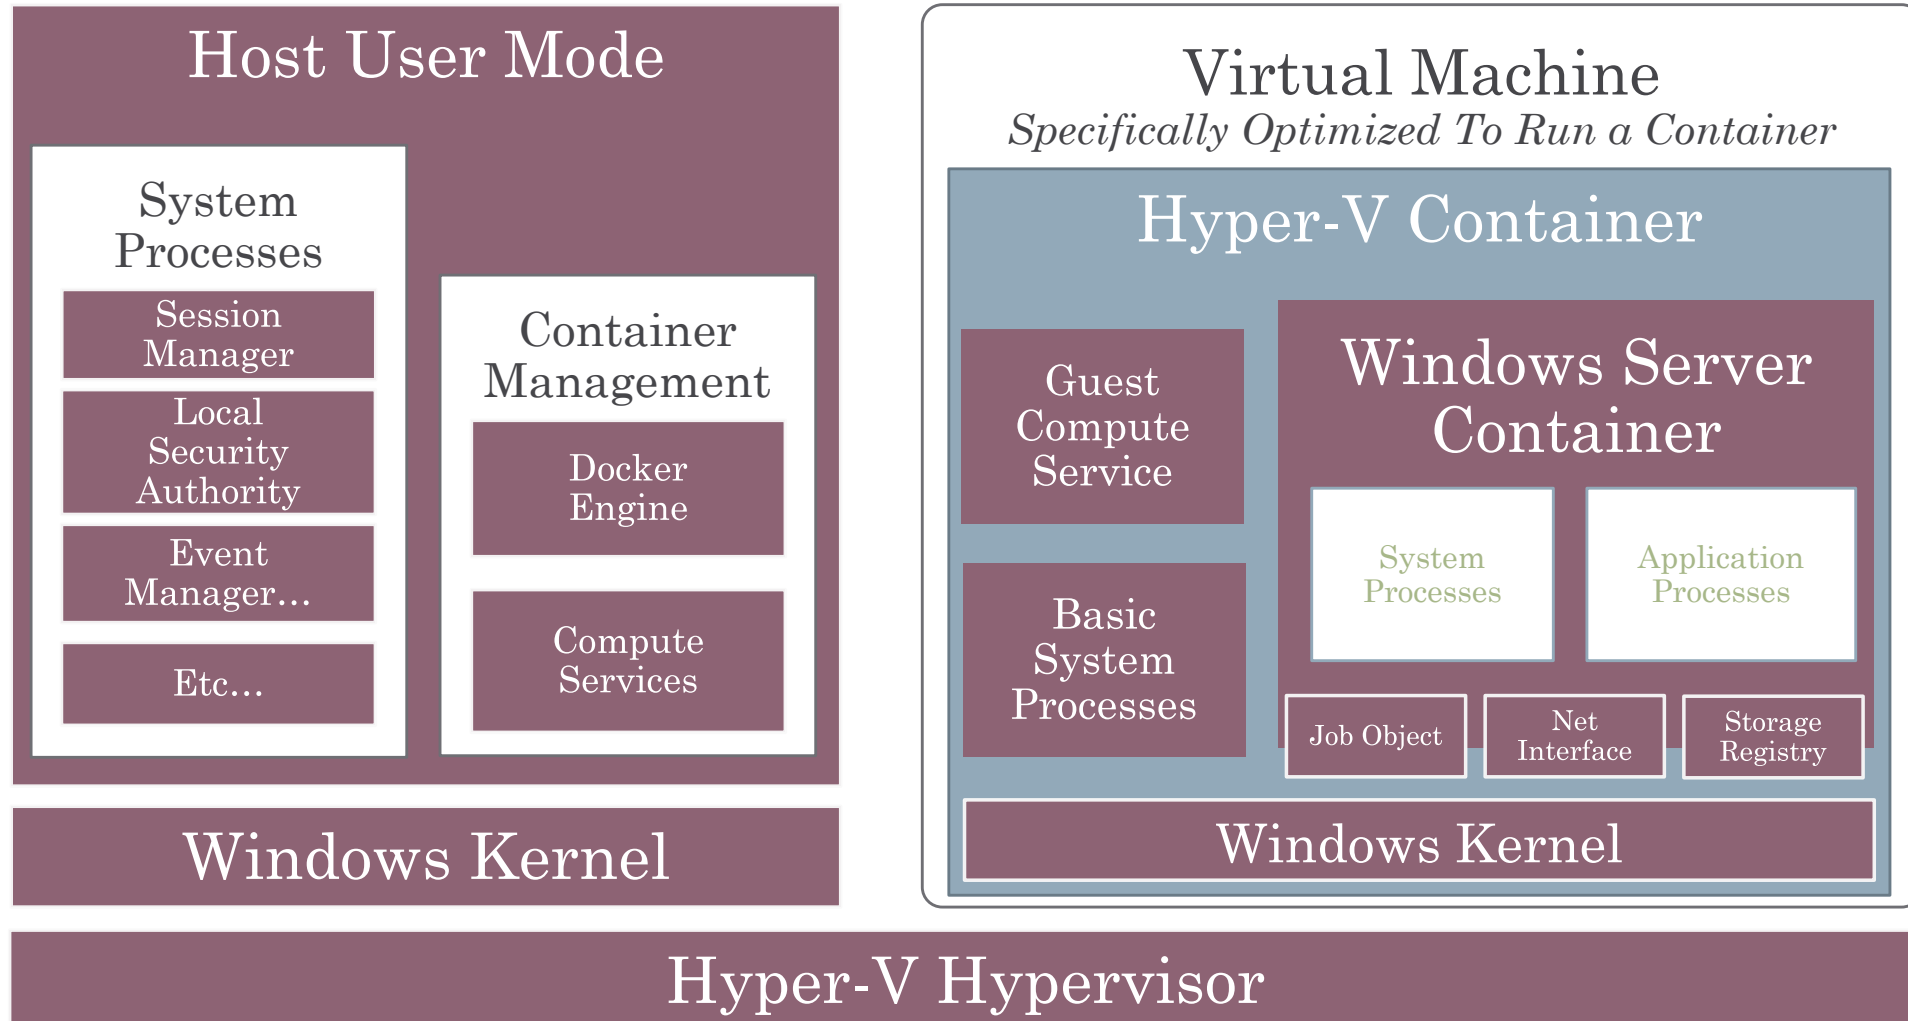 Host User Mode
System
Processes
Session
Manager
Local
Security
Authority
Event
Manager...
Etc...
Container
Management
Docker
Engine
Compute
Services
Windows Kernel
Virtual Machine
Specifically Optimized To Run a Container
Hyper-V Container
Guest
Compute
Service
Basic
System
Processes
Windows Server
Container
System
Processes
Application
Processes
Job Object
Net
Interface
Storage
Registry
Windows Kernel
Hyper-V Hypervisor